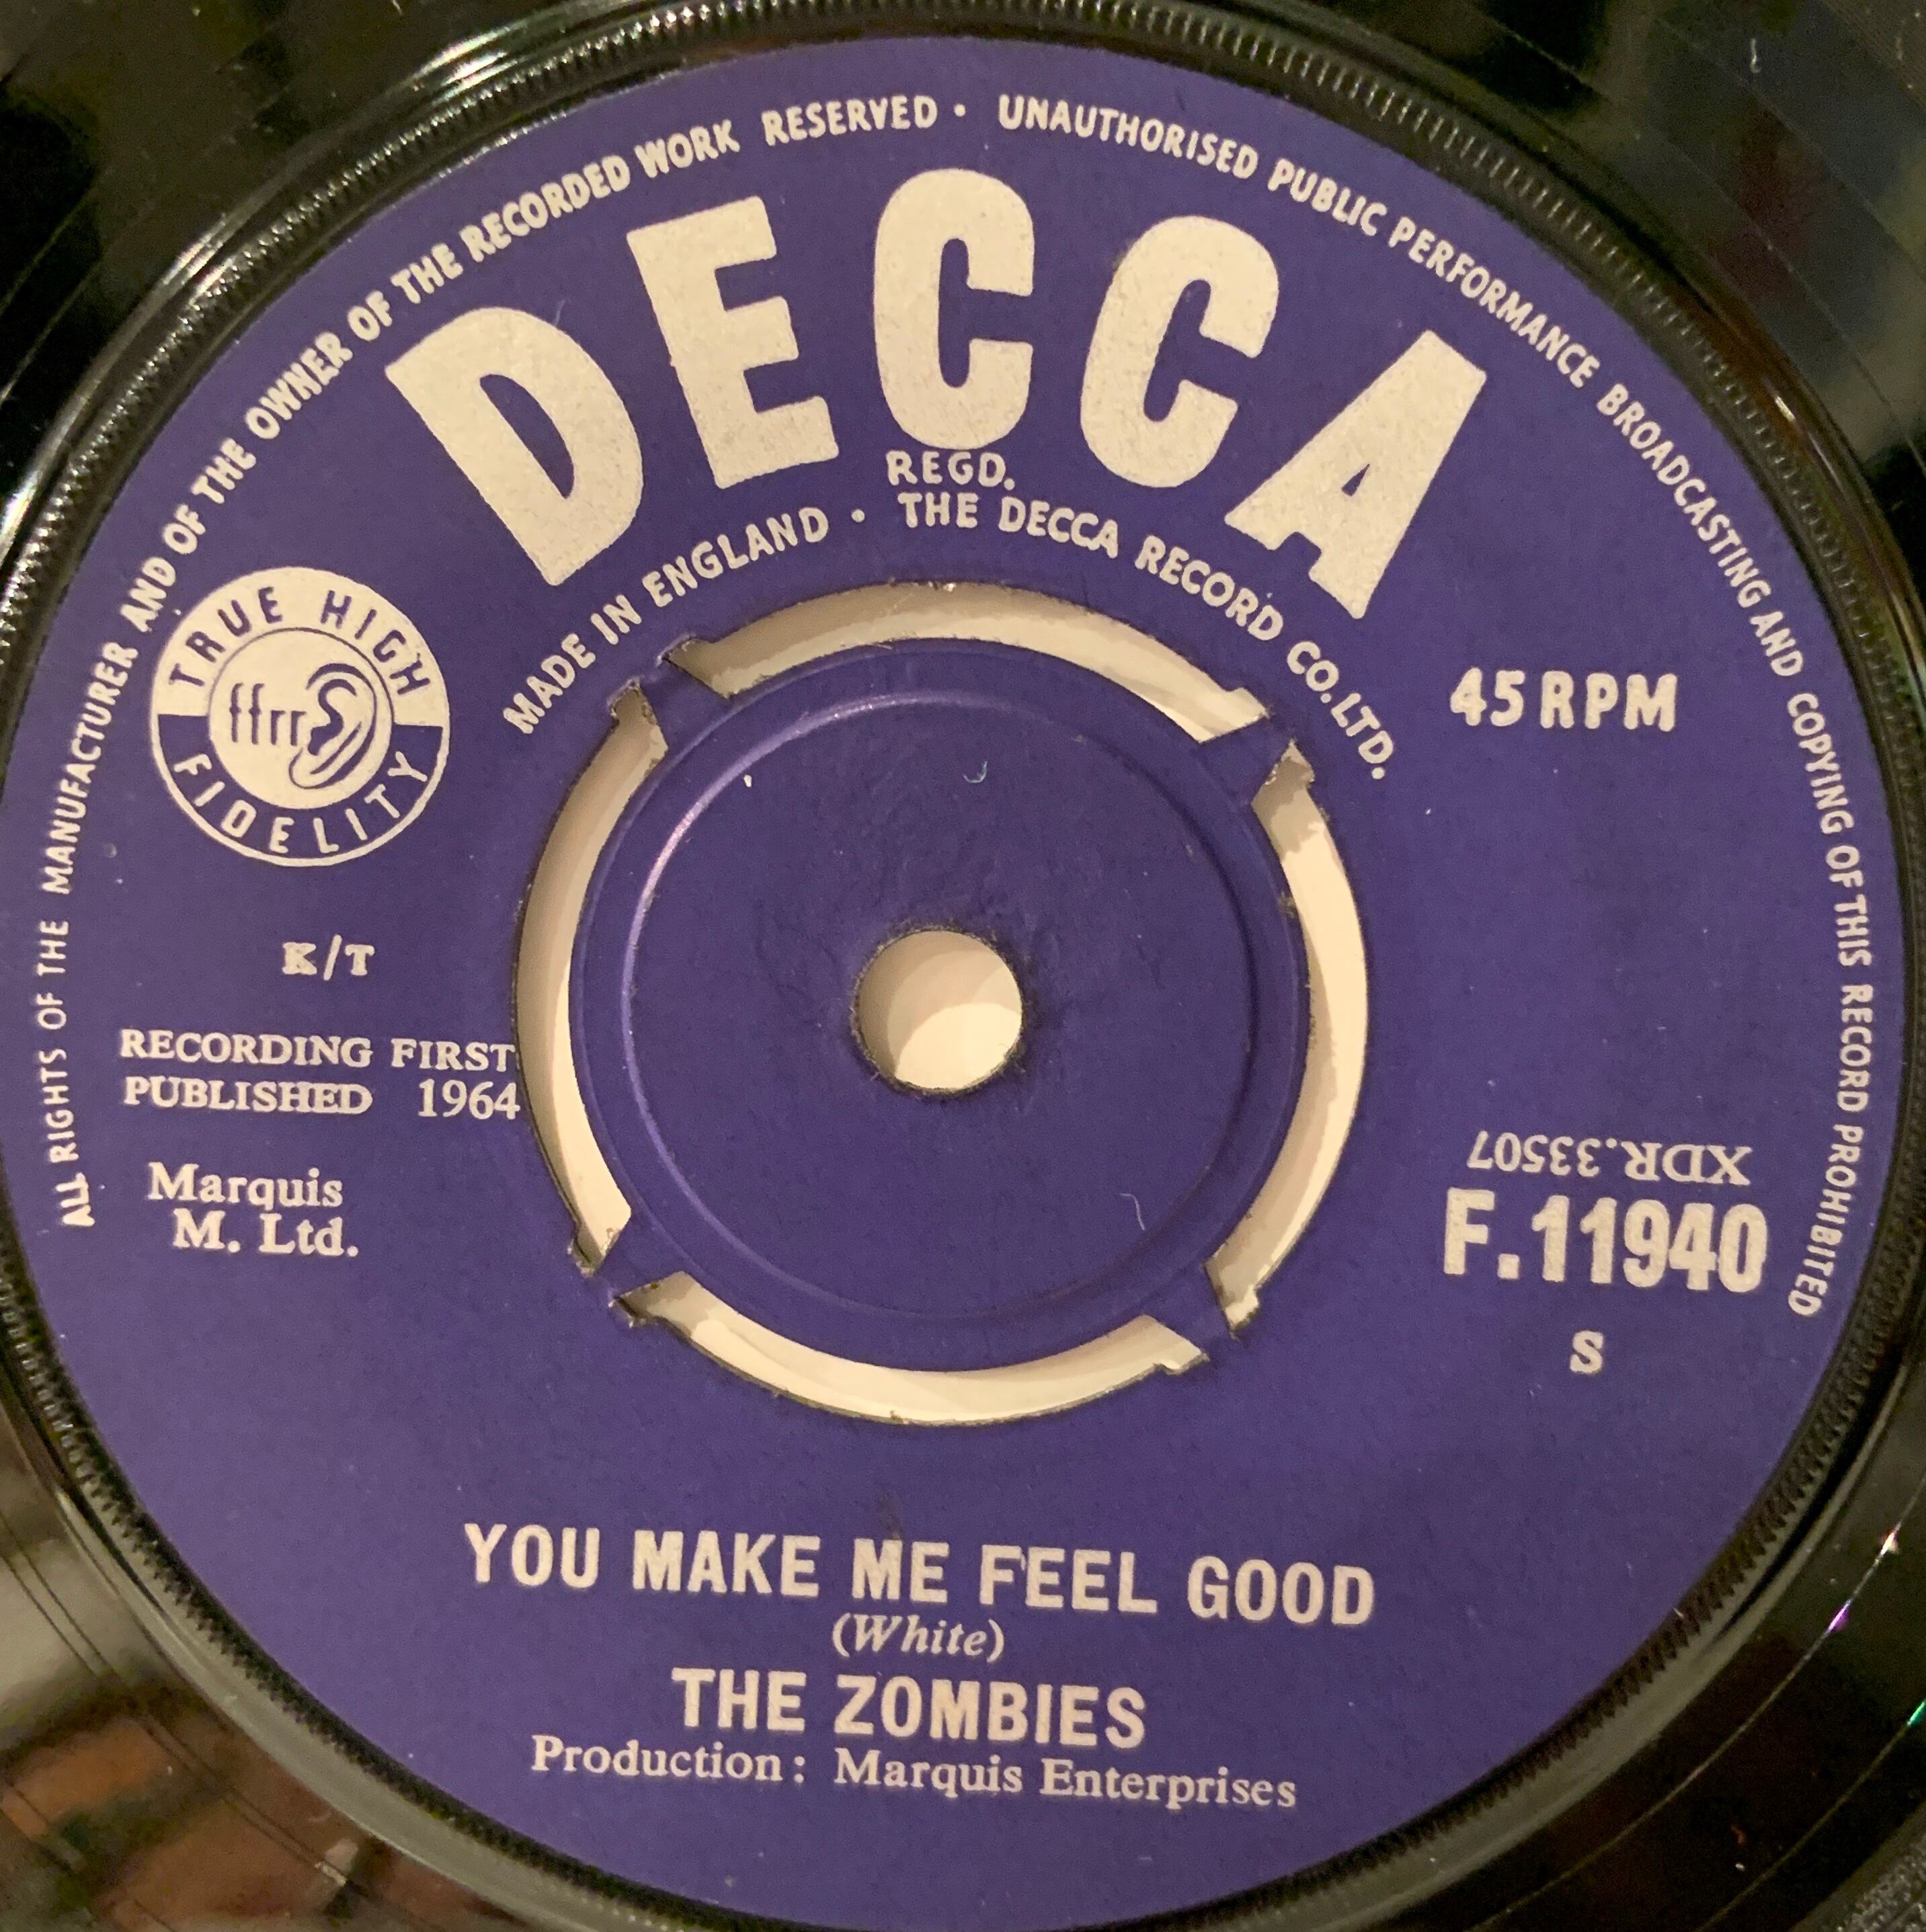 ALL RIGHTS OF THE MANUFACTURER AND OF THE OWNER OF THE RECORDED WORK RESERVED • UNAUTHORISED PUBLIC PERFORMANCE BROADCASTING AND COPYING OF THIS RECORD PROHIBITED
DECCA
REGD.
MADE IN ENGLAND • THE DECCA RECORD CO. LTD.
TRUE HIGH
ffrr
FIDELITY
45 RPM
K/T
RECORDING FIRST
PUBLISHED 1964
Marquis
M. Ltd.
XDR.33507
F.11940
S
YOU MAKE ME FEEL GOOD
(White)
THE ZOMBIES
Production: Marquis Enterprises